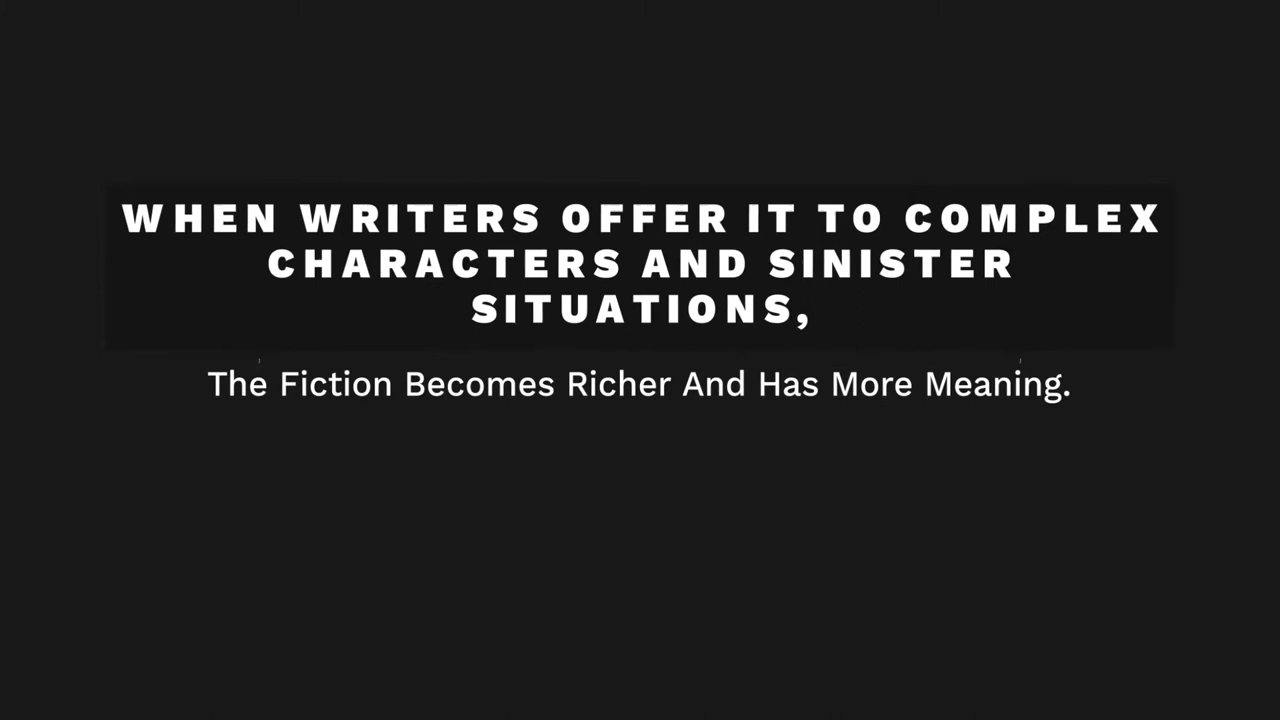 WHEN WRITERS OFFER IT TO COMPLEX
CHARACTERS AND SINISTER
SITUATIONS,
The Fiction Becomes Richer And Has More Meaning.